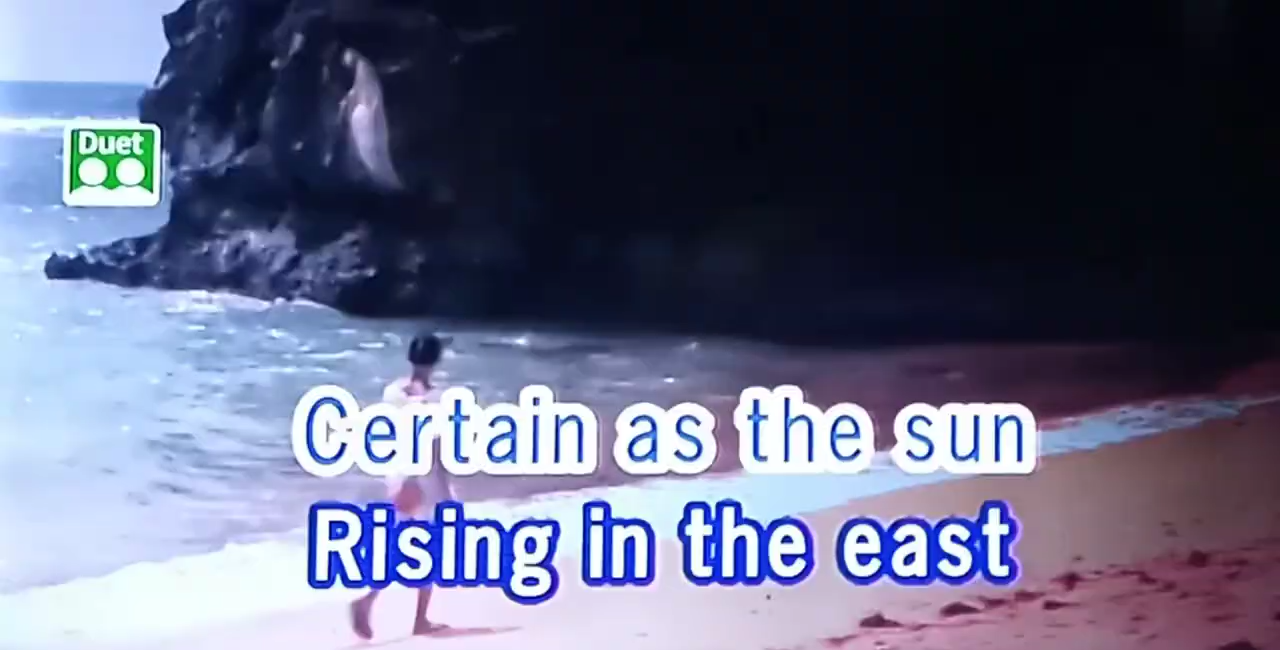 Duet
Certain as the sun
Rising in the east